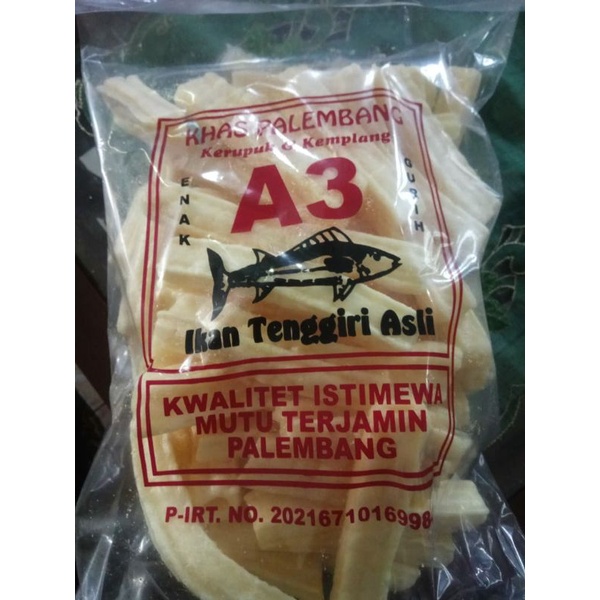 KHAS PALEMBANG
Kerupuk & Kemplang
ENAK
A3
GURIH
Ikan Tenggiri Asli
KWALITET ISTIMEWA
MUTU TERJAMIN
PALEMBANG
P-IRT. NO. 2021671016998